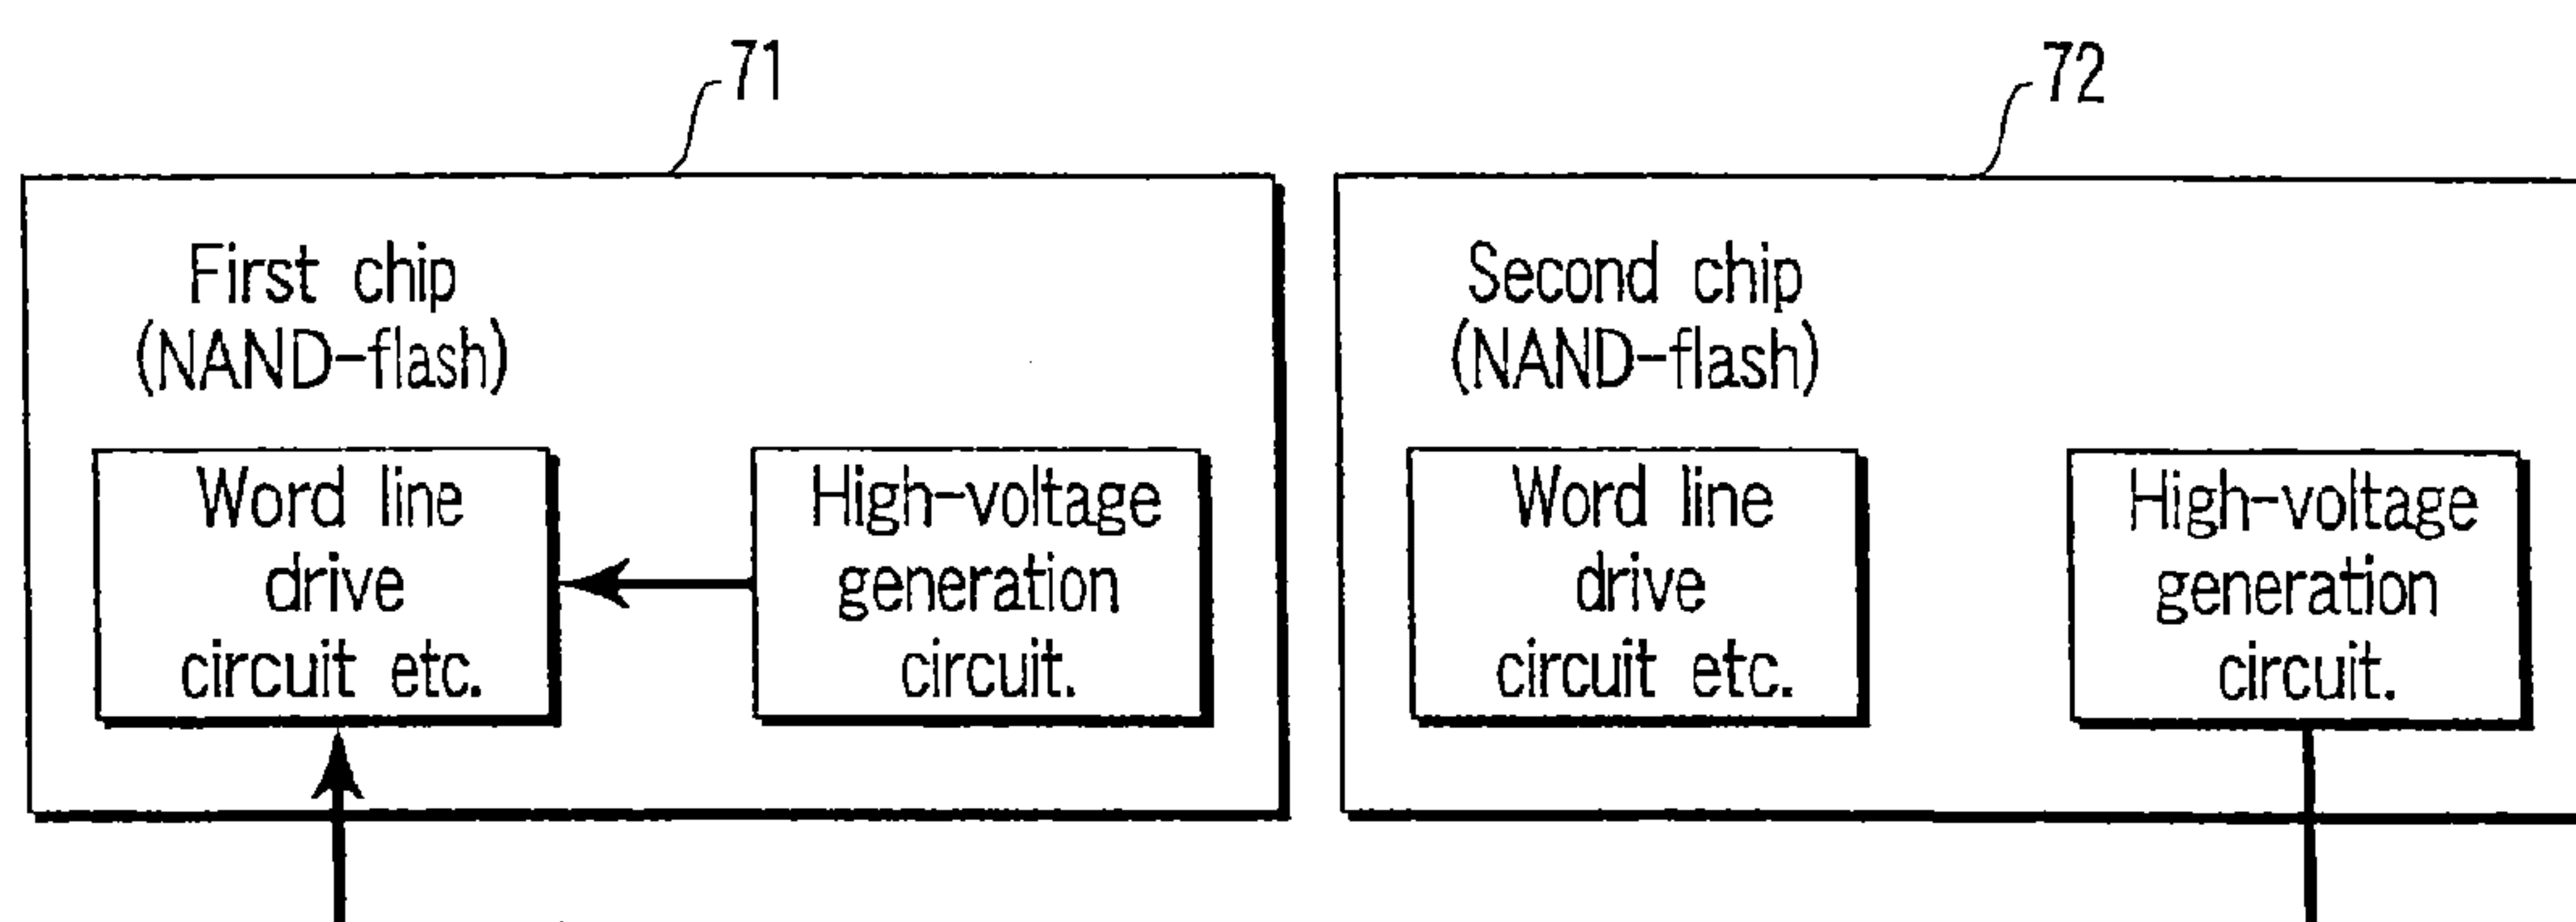 71
72
First chip
(NAND-flash)
Word line
drive
circuit etc.
High-voltage
generation
circuit.
Second chip
(NAND-flash)
Word line
drive
circuit etc.
High-voltage
generation
circuit.